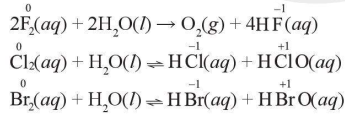 0 -1
2F₂(aq) + 2H₂O(l) → O₂(g) + 4HF(aq)
0 -1 +1
Cl₂(aq) + H₂O(l) ⇌ HCl(aq) + HClO(aq)
0 -1 +1
Br₂(aq) + H₂O(l) ⇌ HBr(aq) + HBrO(aq)